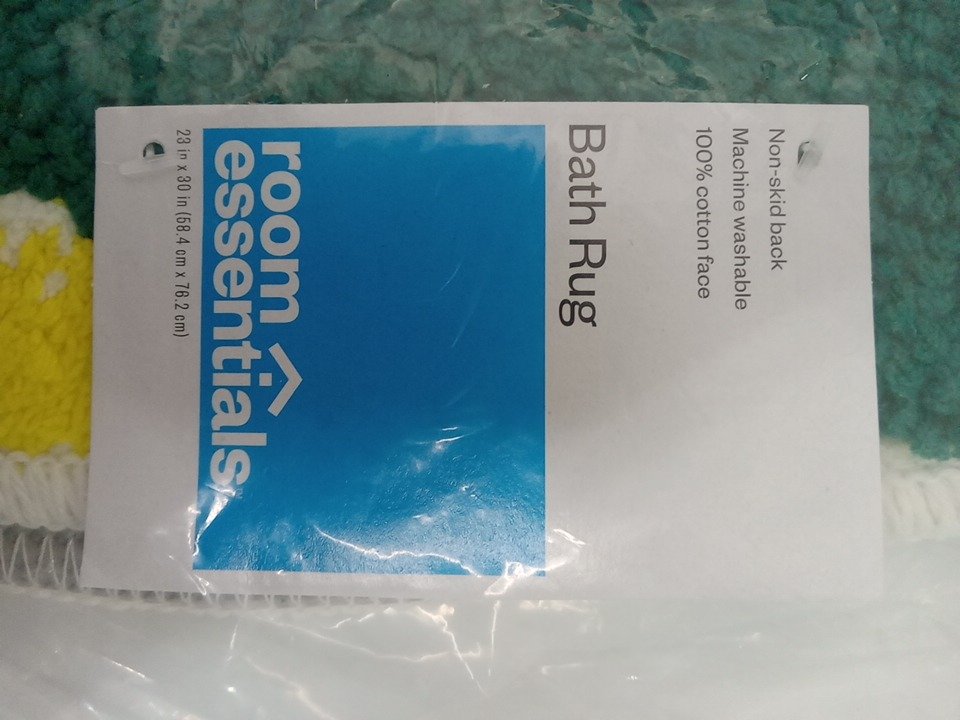 Non-skid back
Machine washable
100% cotton face
Bath Rug
room
essentials
23 in x 30 in (58.4 cm x 76.2 cm)